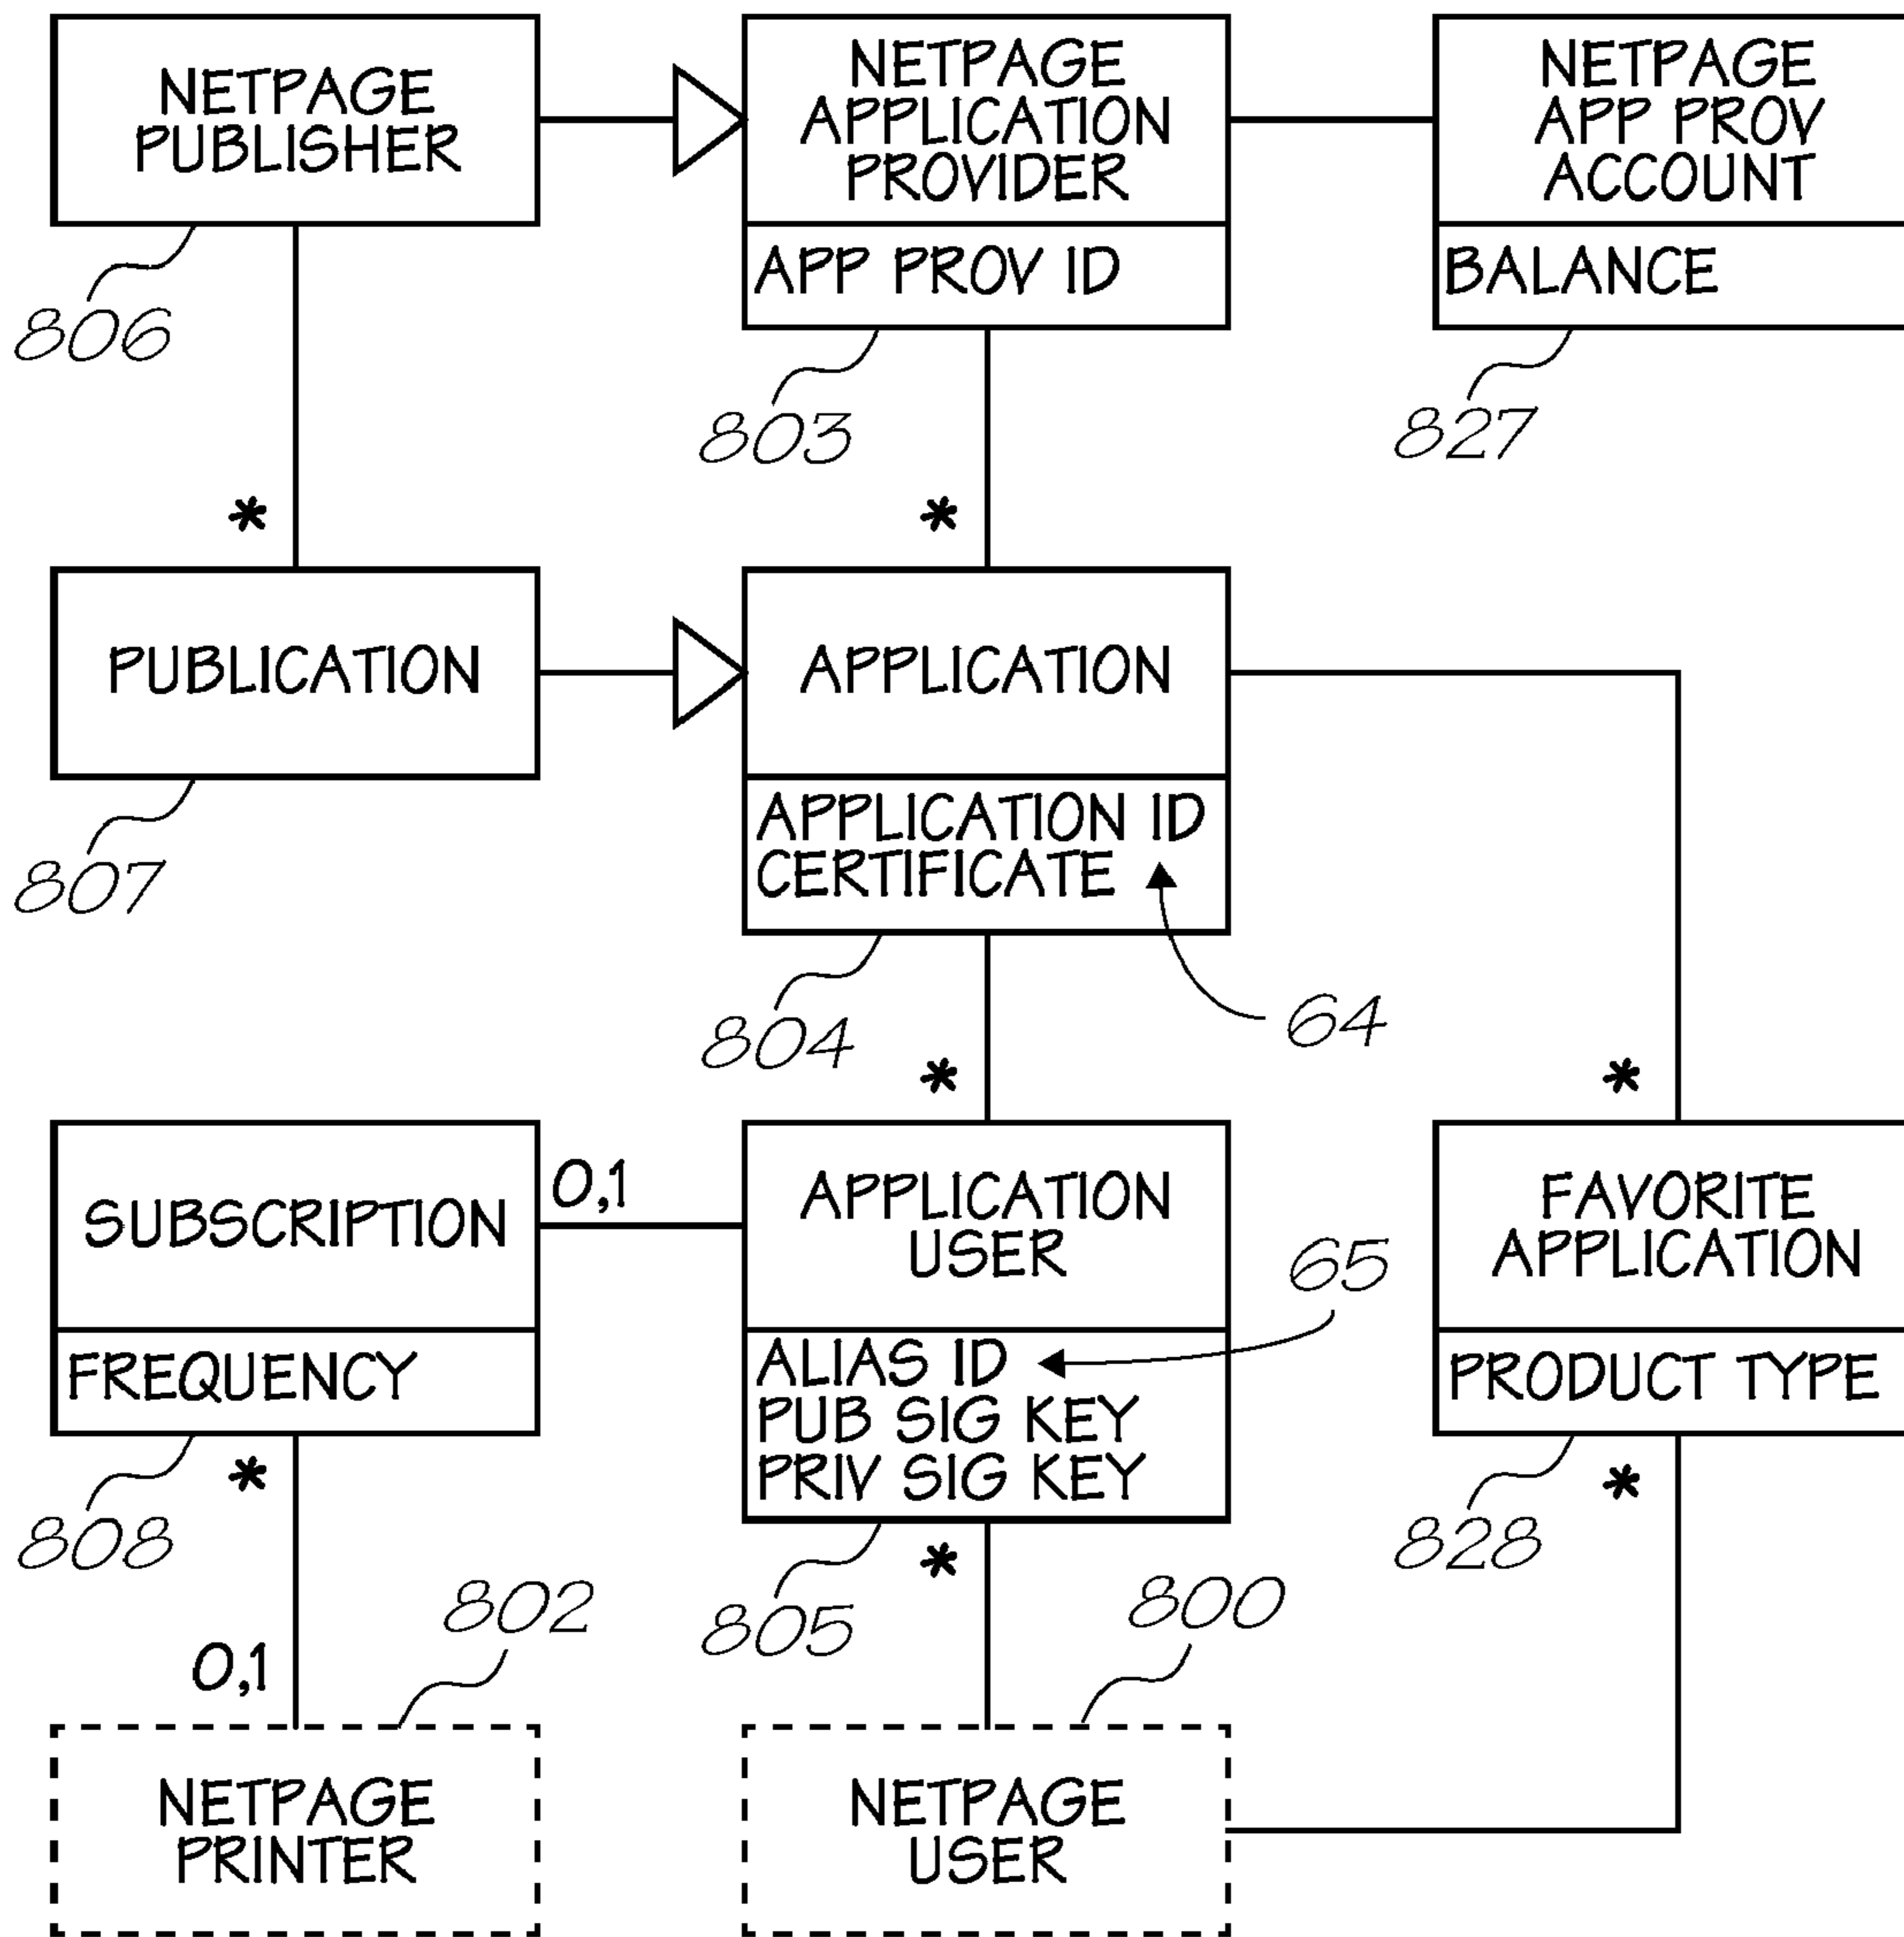 NETPAGE
PUBLISHER
NETPAGE
APPLICATION
PROVIDER
APP PROV ID
NETPAGE
APP PROV
ACCOUNT
BALANCE
806
803
827
*
*
PUBLICATION
APPLICATION
APPLICATION ID
CERTIFICATE
807
804
64
*
*
SUBSCRIPTION
FREQUENCY
0,1
APPLICATION
USER
ALIAS ID
PUB SIG KEY
PRIV SIG KEY
65
FAVORITE
APPLICATION
PRODUCT TYPE
808
*
805
*
828
*
802
800
0,1
NETPAGE
PRINTER
NETPAGE
USER